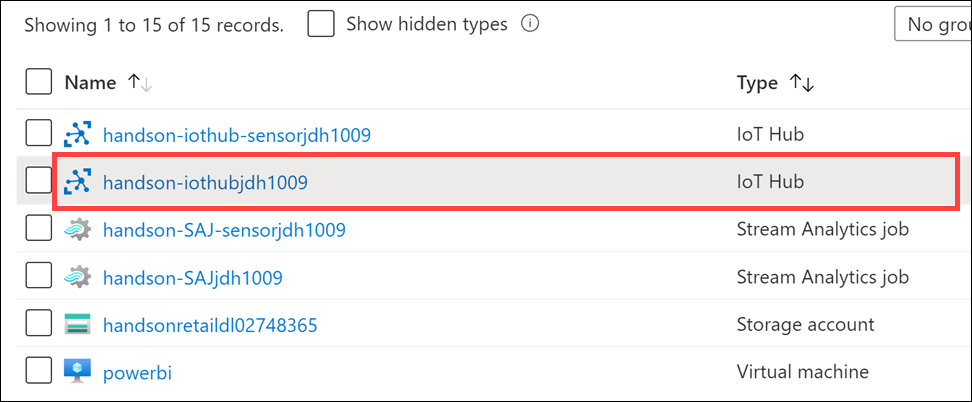 Showing 1 to 15 of 15 records. Show hidden types No grou
Name Type
handson-iothub-sensorjdh1009 IoT Hub
handson-iothubjdh1009 IoT Hub
handson-SAJ-sensorjdh1009 Stream Analytics job
handson-SAJjdh1009 Stream Analytics job
handsonretaildl02748365 Storage account
powerbi Virtual machine